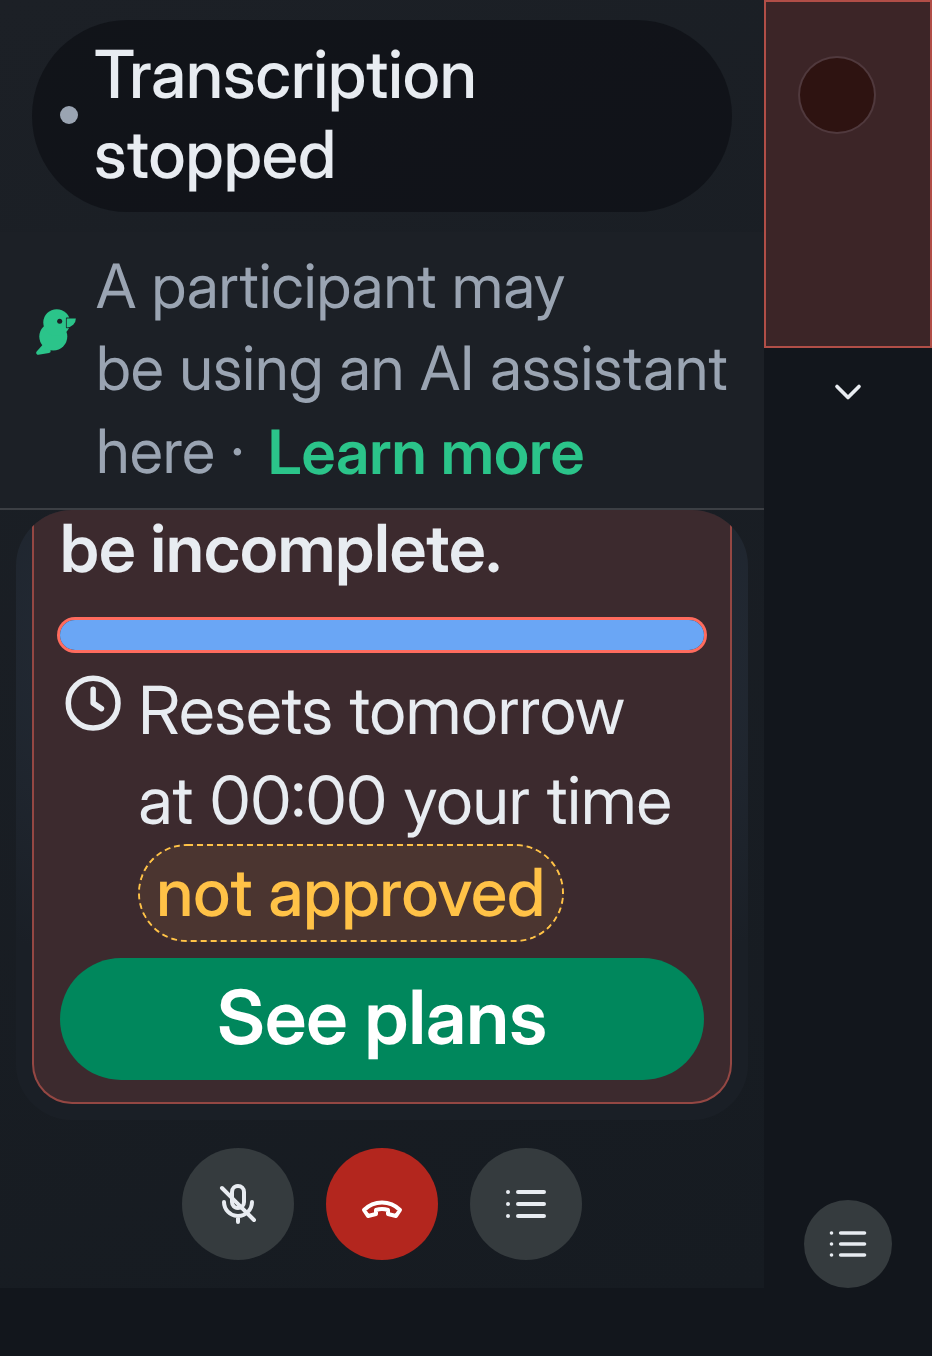 Transcription
stopped
A participant may
be using an AI assistant
here · Learn more
be incomplete.
Resets tomorrow
at 00:00 your time
not approved
See plans